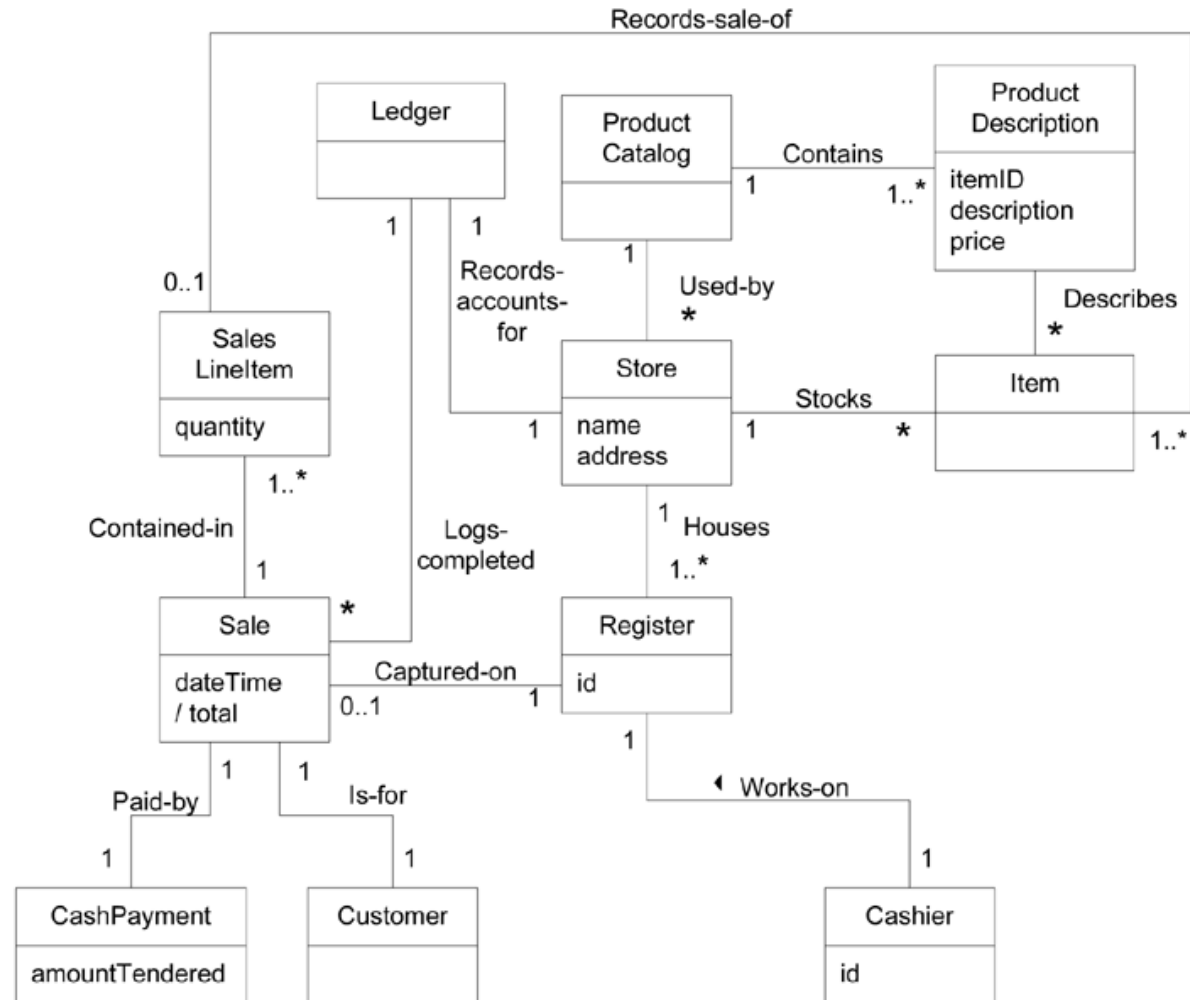 Records-sale-of
Ledger
Product
Catalog
Product
Description
Contains
1
1..*
itemID
description
price
1
1
1
Records-
accounts-
for
Used-by
*
Describes
*
0..1
Sales
LineItem
quantity
Store
name
address
Stocks
1
1
*
Item
1..*
1..*
Contained-in
1
Logs-
completed
*
1
Houses
1..*
Sale
dateTime
/ total
Captured-on
0..1
1
Register
id
1
1
1
Paid-by
Is-for
Works-on
1
1
1
CashPayment
amountTendered
Customer
Cashier
id